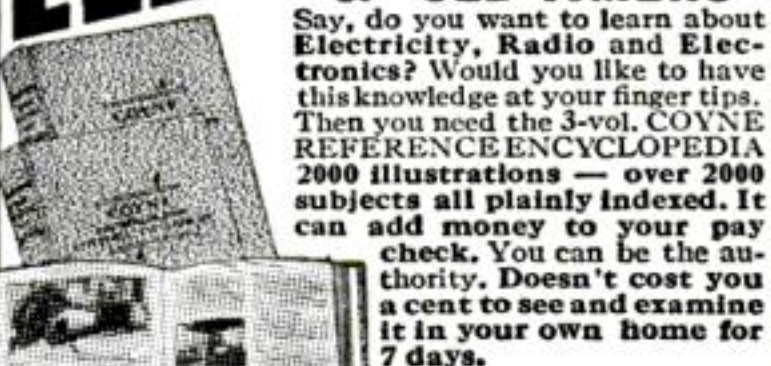 Say, do you want to learn about
Electricity, Radio and Elec-
tronics? Would you like to have
this knowledge at your finger tips.
Then you need the 3-vol. COYNE
REFERENCE ENCYCLOPEDIA
2000 illustrations — over 2000
subjects all plainly indexed. It
can add money to your pay
check. You can be the au-
thority. Doesn't cost you
a cent to see and examine
it in your own home for
7 days.
COYNE
COYNE